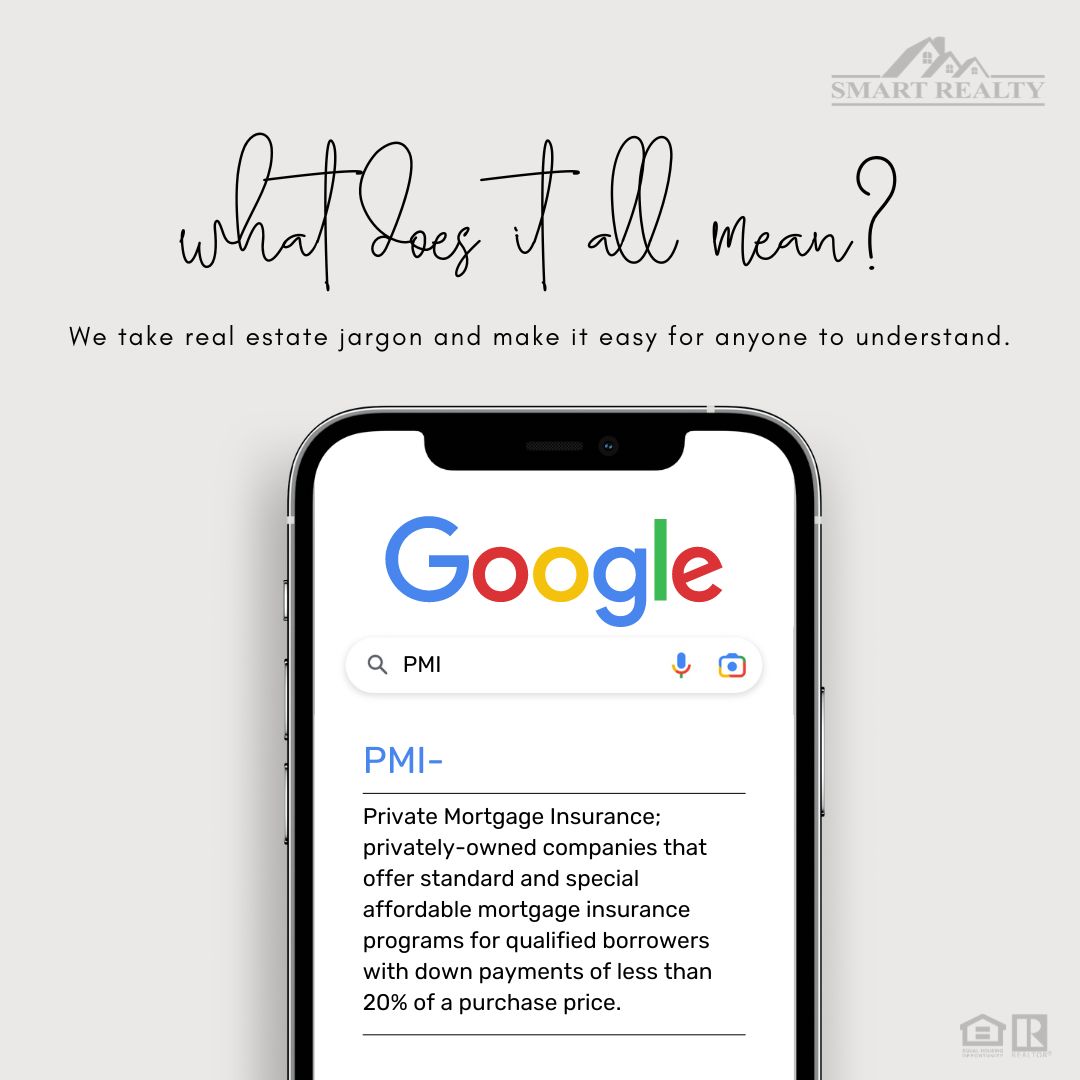 SMART REALTY
what does it all mean?
We take real estate jargon and make it easy for anyone to understand.
Google
PMI
PMI-
Private Mortgage Insurance;
privately-owned companies that
offer standard and special
affordable mortgage insurance
programs for qualified borrowers
with down payments of less than
20% of a purchase price.
EQUAL HOUSING
OPPORTUNITY
REALTOR®